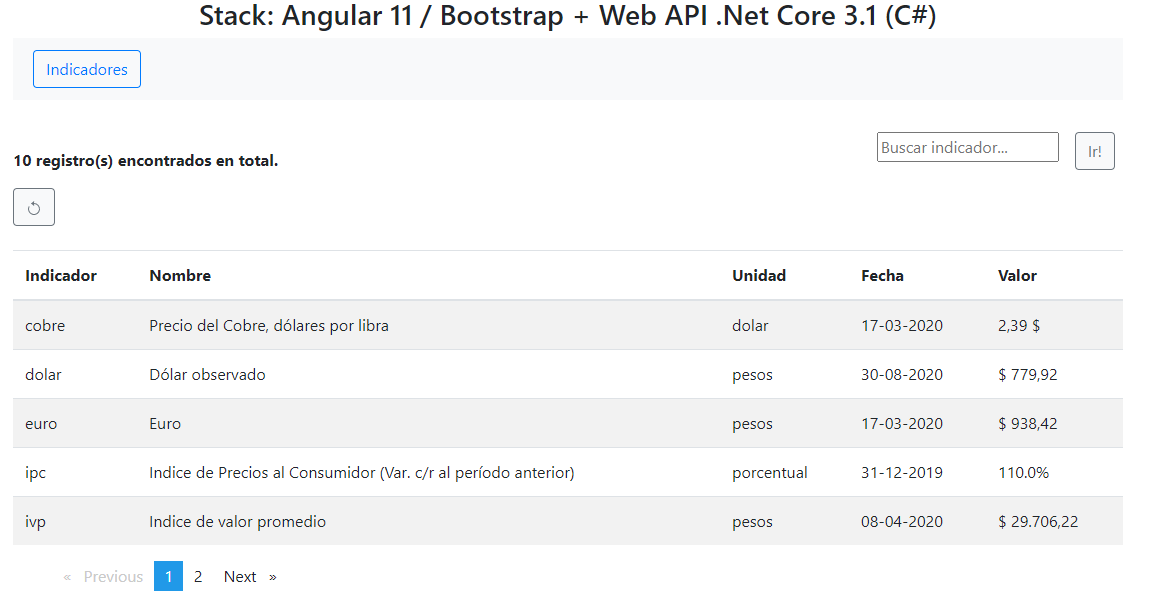 Stack: Angular 11 / Bootstrap + Web API .Net Core 3.1 (C#)
Indicadores
10 registro(s) encontrados en total.
Buscar indicador... Ir!
Indicador Nombre Unidad Fecha Valor
cobre Precio del Cobre, dólares por libra dolar 17-03-2020 2,39 $
dolar Dólar observado pesos 30-08-2020 $ 779,92
euro Euro pesos 17-03-2020 $ 938,42
ipc Indice de Precios al Consumidor (Var. c/r al período anterior) porcentual 31-12-2019 110.0%
ivp Indice de valor promedio pesos 08-04-2020 $ 29.706,22
« Previous 1 2 Next »